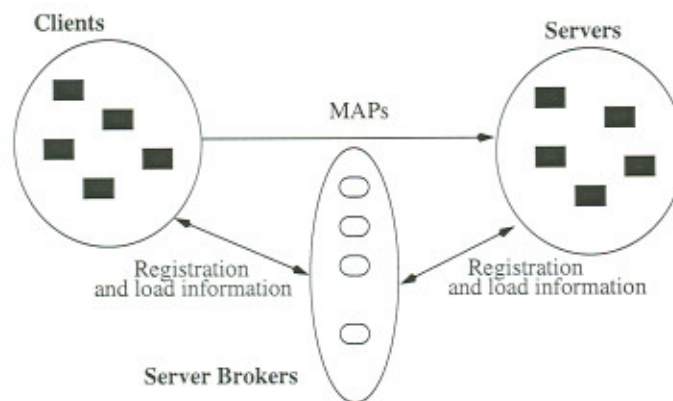 Clients
Servers
MAPs
Registration
and load information
Registration
and load information
Server Brokers